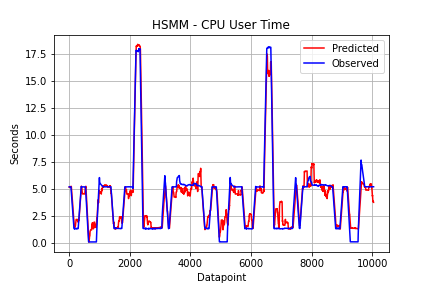 HSMM - CPU User Time
Predicted
Observed
17.5
15.0
12.5
10.0
7.5
5.0
2.5
0.0
Seconds
0 2000 4000 6000 8000 10000
Datapoint